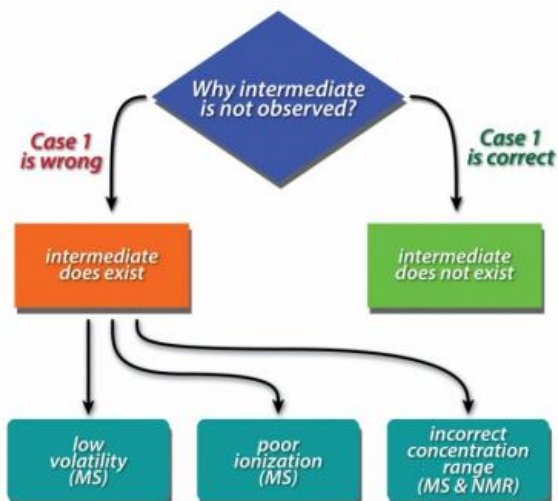 Why intermediate
is not observed?
Case 1
is wrong
Case 1
is correct
intermediate
does exist
intermediate
does not exist
low
volatility
(MS)
poor
ionization
(MS)
incorrect
concentration
range
(MS & NMR)